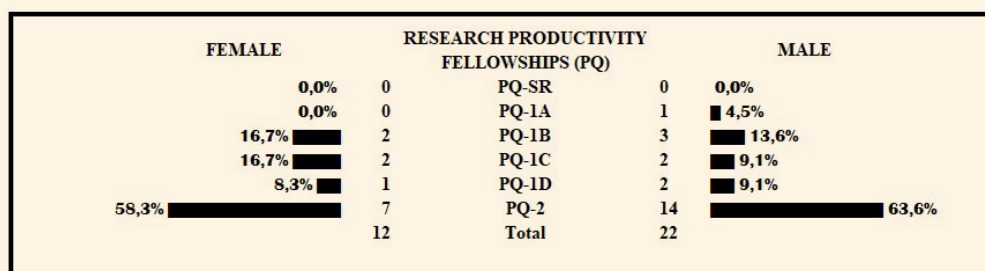 RESEARCH PRODUCTIVITY
FEMALE MALE
FELLOWSHIPS (PQ)
0,0% 0 PQ-SR 0 0,0%
0,0% 0 PQ-1A 1 4,5%
16,7% 2 PQ-1B 3 13,6%
16,7% 2 PQ-1C 2 9,1%
8,3% 1 PQ-1D 2 9,1%
58,3% 7 PQ-2 14 63,6%
12 Total 22